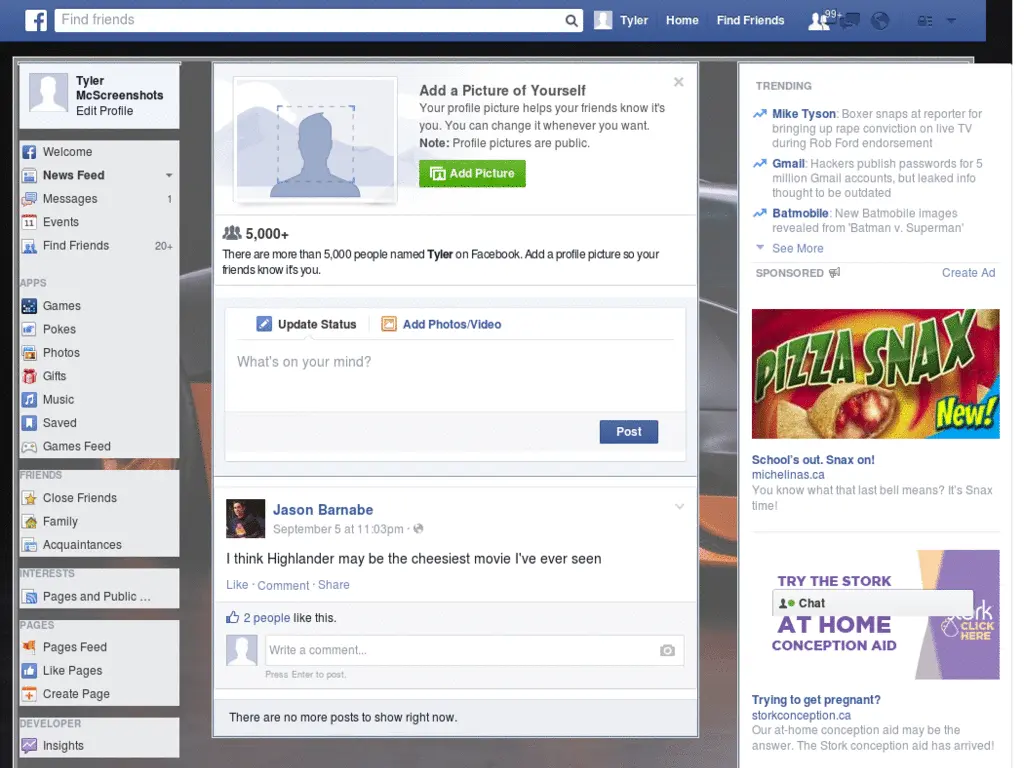 Find friends
Tyler
Home
Find Friends
99+
Tyler
McScreenshots
Edit Profile
Welcome
News Feed
Messages 1
Events
Find Friends 20+
APPS
Games
Pokes
Photos
Gifts
Music
Saved
Games Feed
FRIENDS
Close Friends
Family
Acquaintances
INTERESTS
Pages and Public ...
PAGES
Pages Feed
Like Pages
Create Page
DEVELOPER
Insights
Add a Picture of Yourself
Your profile picture helps your friends know it's
you. You can change it whenever you want.
Note: Profile pictures are public.
Add Picture
5,000+
There are more than 5,000 people named Tyler on Facebook. Add a profile picture so your
friends know it's you.
Update Status
Add Photos/Video
What's on your mind?
Post
Jason Barnabe
September 5 at 11:03pm ·
I think Highlander may be the cheesiest movie I've ever seen
Like · Comment · Share
2 people like this.
Write a comment...
Press Enter to post.
There are no more posts to show right now.
TRENDING
Mike Tyson: Boxer snaps at reporter for
bringing up rape conviction on live TV
during Rob Ford endorsement
Gmail: Hackers publish passwords for 5
million Gmail accounts, but leaked info
thought to be outdated
Batmobile: New Batmobile images
revealed from 'Batman v. Superman'
See More
SPONSORED
Create Ad
PIZZA SNAX
New!
School's out. Snax on!
michelinas.ca
You know what that last bell means? It's Snax
time!
TRY THE STORK
Chat
AT HOME
CONCEPTION AID
CLICK
HERE
Trying to get pregnant?
storkconception.ca
Our at-home conception aid may be the
answer. The Stork conception aid has arrived!